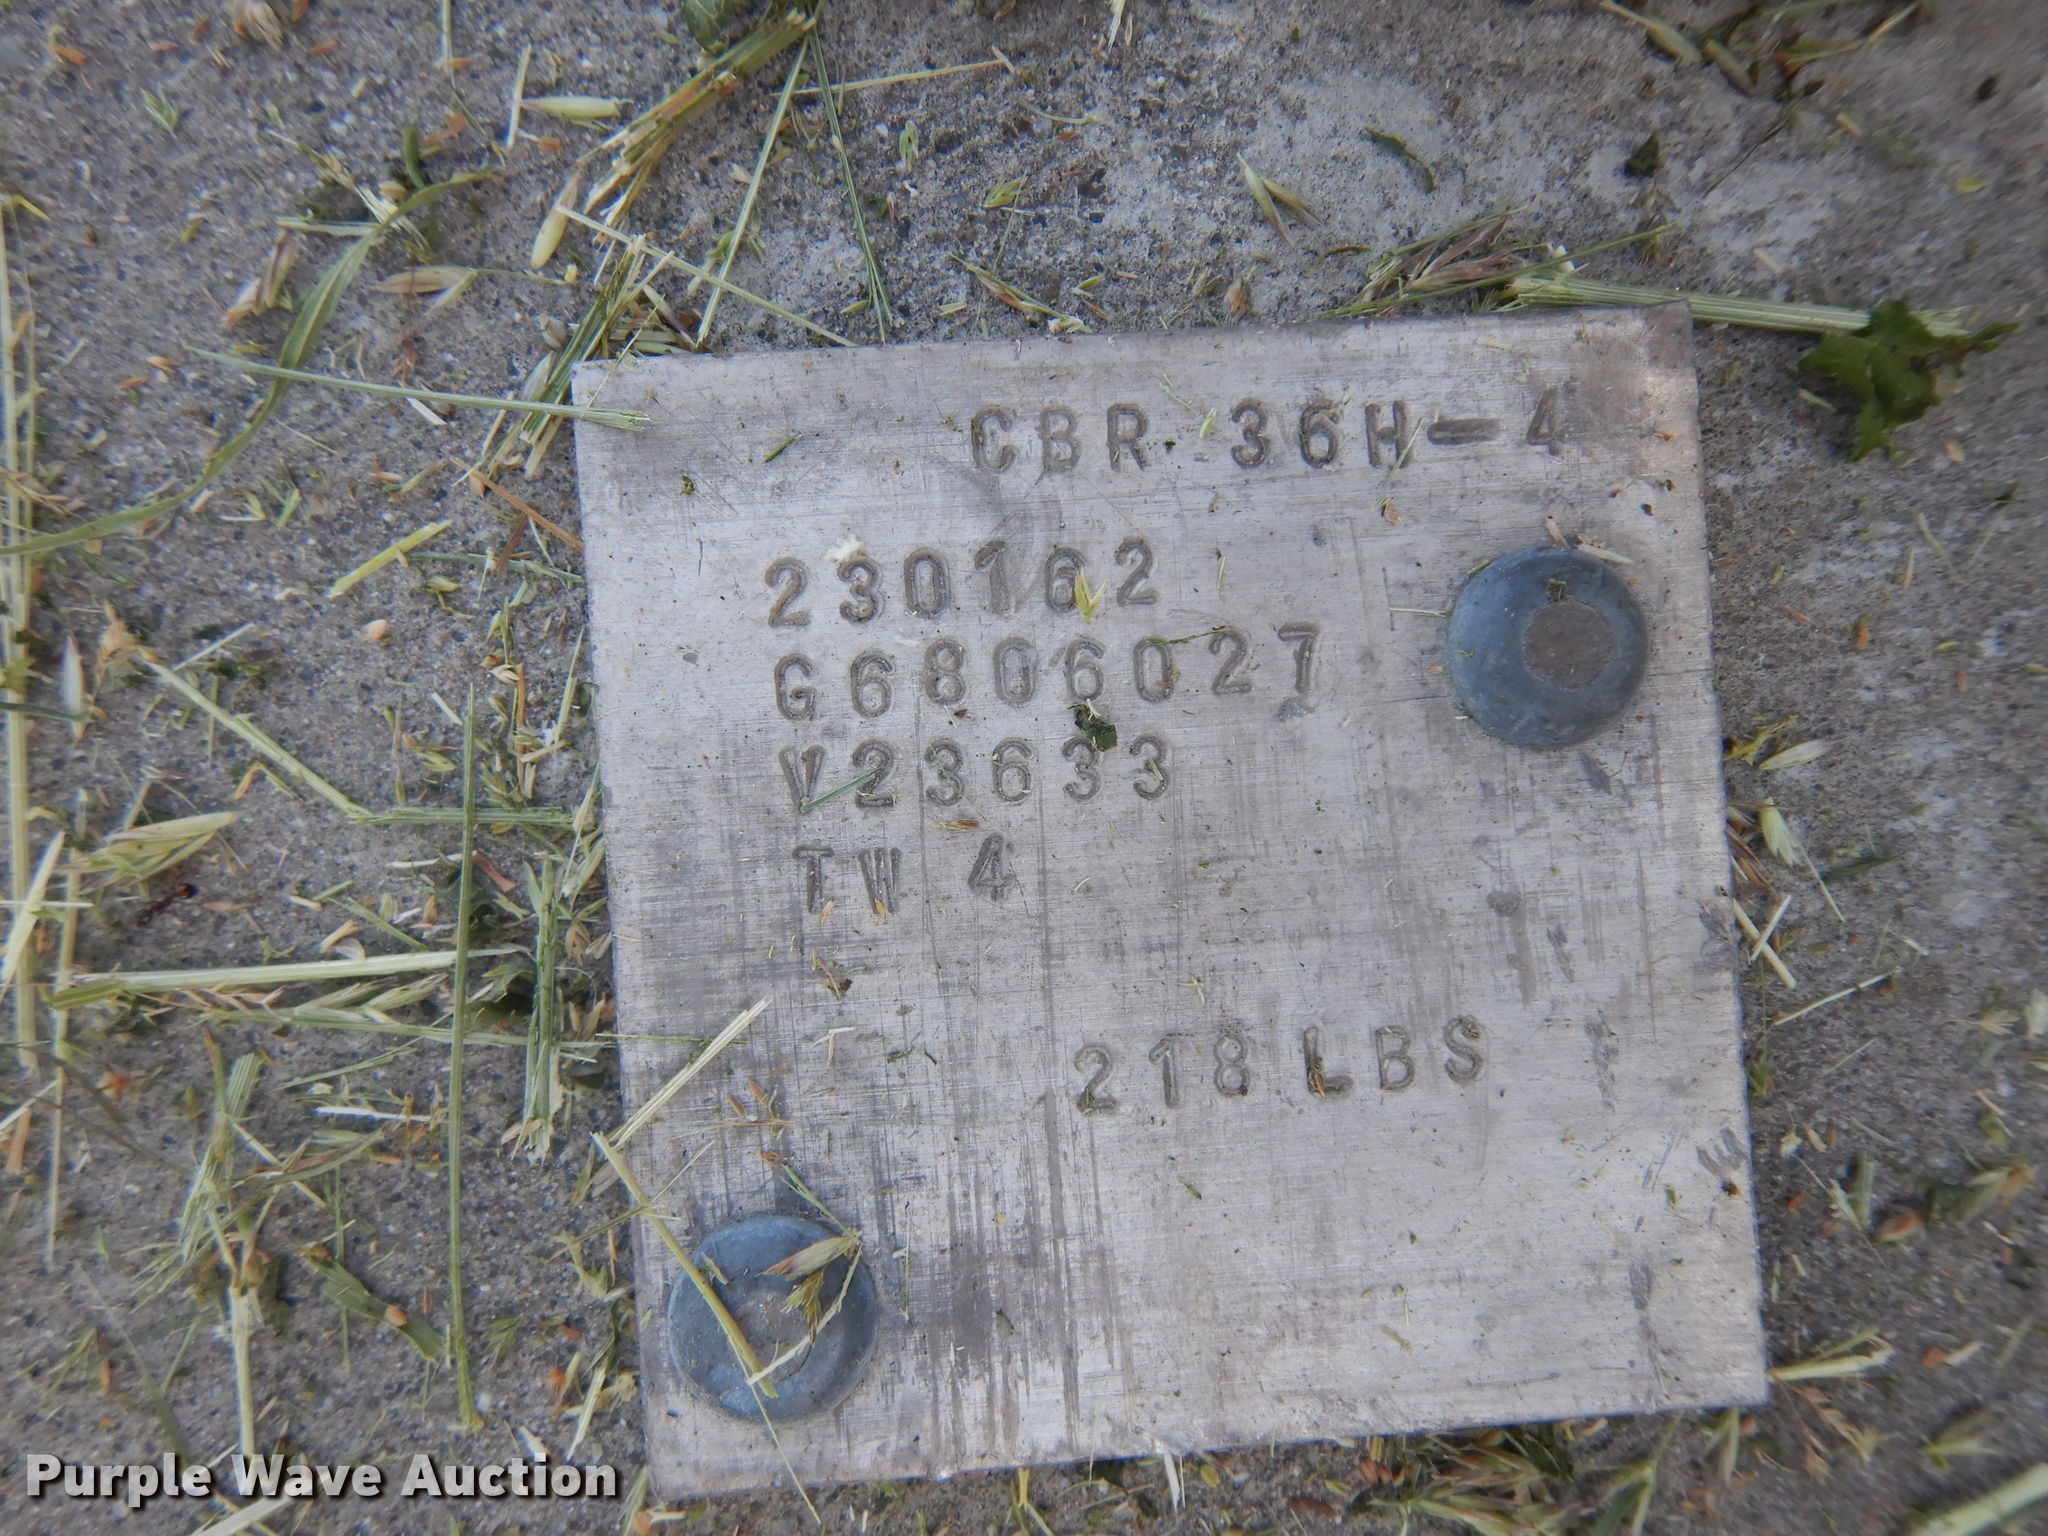 CBR 36H-4
230162
G6806027
V23633
TW 4
218 LBS
Purple Wave Auction